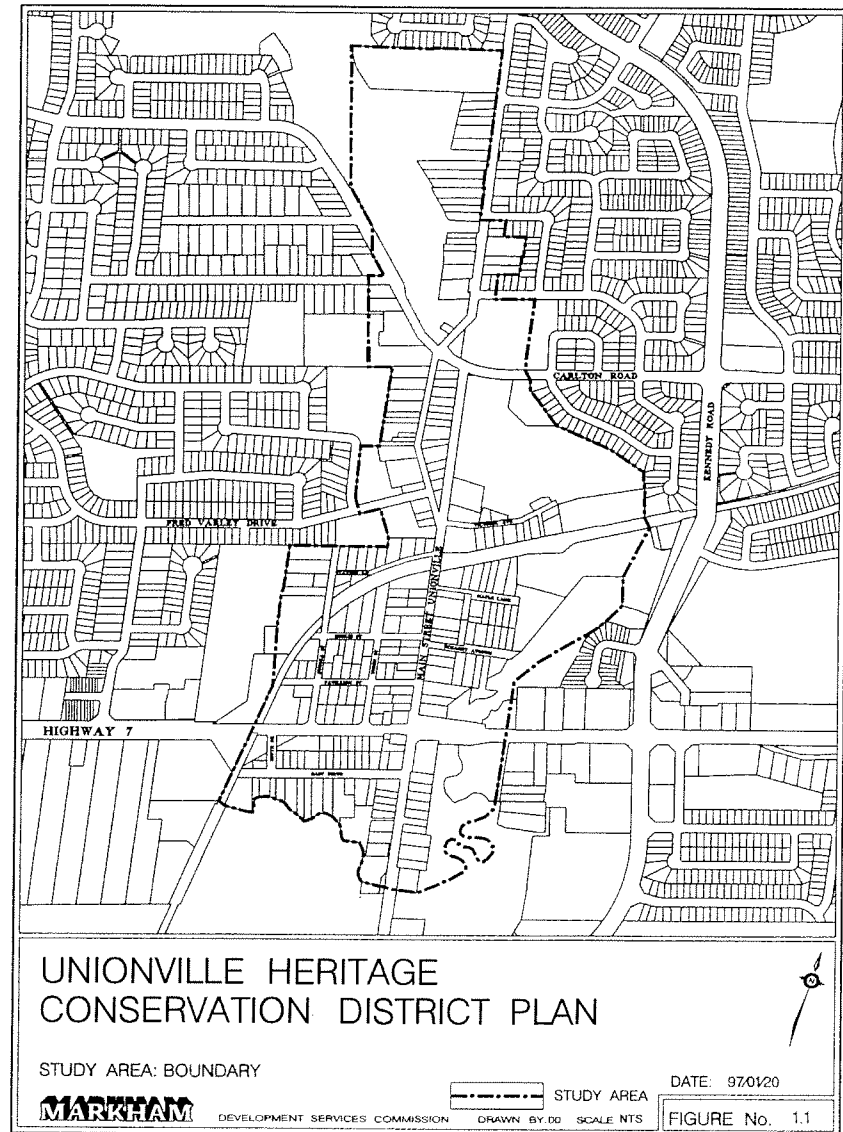 CARLTON ROAD
KENNEDY ROAD
FRED VARLEY DRIVE
MAIN STREET UNIONVILLE
MAPLE LANE
HIGHWAY 7
UNIONVILLE HERITAGE
CONSERVATION DISTRICT PLAN
STUDY AREA: BOUNDARY
STUDY AREA
DATE: 97/01/20
MARKHAM DEVELOPMENT SERVICES COMMISSION DRAWN BY: DD SCALE NTS
FIGURE No. 1.1
N